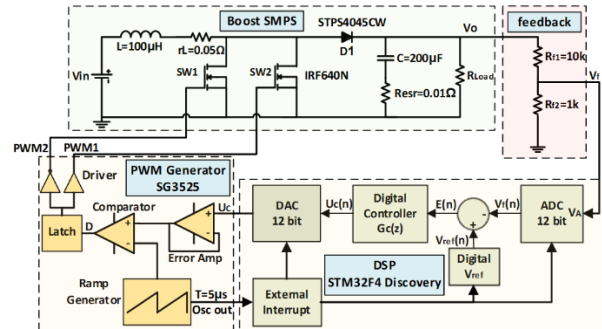 Boost SMPS
STPS4045CW
Vo
feedback
L=100µH
rL=0.05Ω
D1
Rf1=10k
SW1
SW2
IRF640N
C=200µF
Vin
RLoad
Vf
Resr=0.01Ω
Rf2=1k
PWM2
PWM1
PWM Generator
SG3525
Driver
Comparator
Uc
DAC
12 bit
Uc(n)
Digital
Controller
Gc(z)
E(n)
Vf(n)
ADC
12 bit
VA
D
Latch
Error Amp
Vref(n)
Ramp
Generator
T=5µs
Osc out
External
Interrupt
DSP
STM32F4 Discovery
Digital
Vref